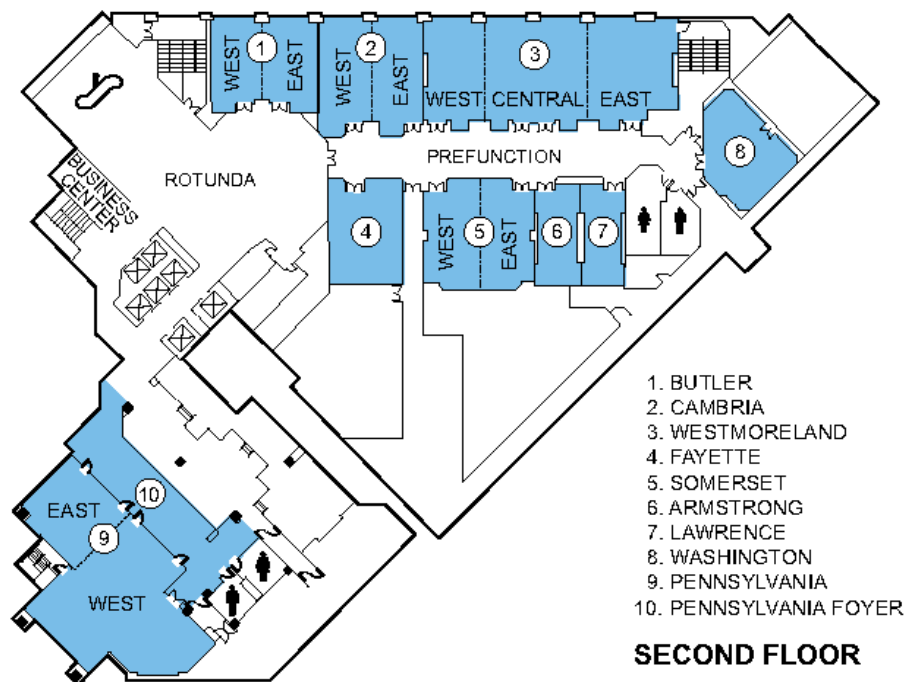 1
WEST
EAST
2
WEST
EAST
3
WEST
CENTRAL
EAST
8
PREFUNCTION
ROTUNDA
BUSINESS
CENTER
4
5
WEST
EAST
6
7
10
EAST
9
WEST
1. BUTLER
2. CAMBRIA
3. WESTMORELAND
4. FAYETTE
5. SOMERSET
6. ARMSTRONG
7. LAWRENCE
8. WASHINGTON
9. PENNSYLVANIA
10. PENNSYLVANIA FOYER
SECOND FLOOR